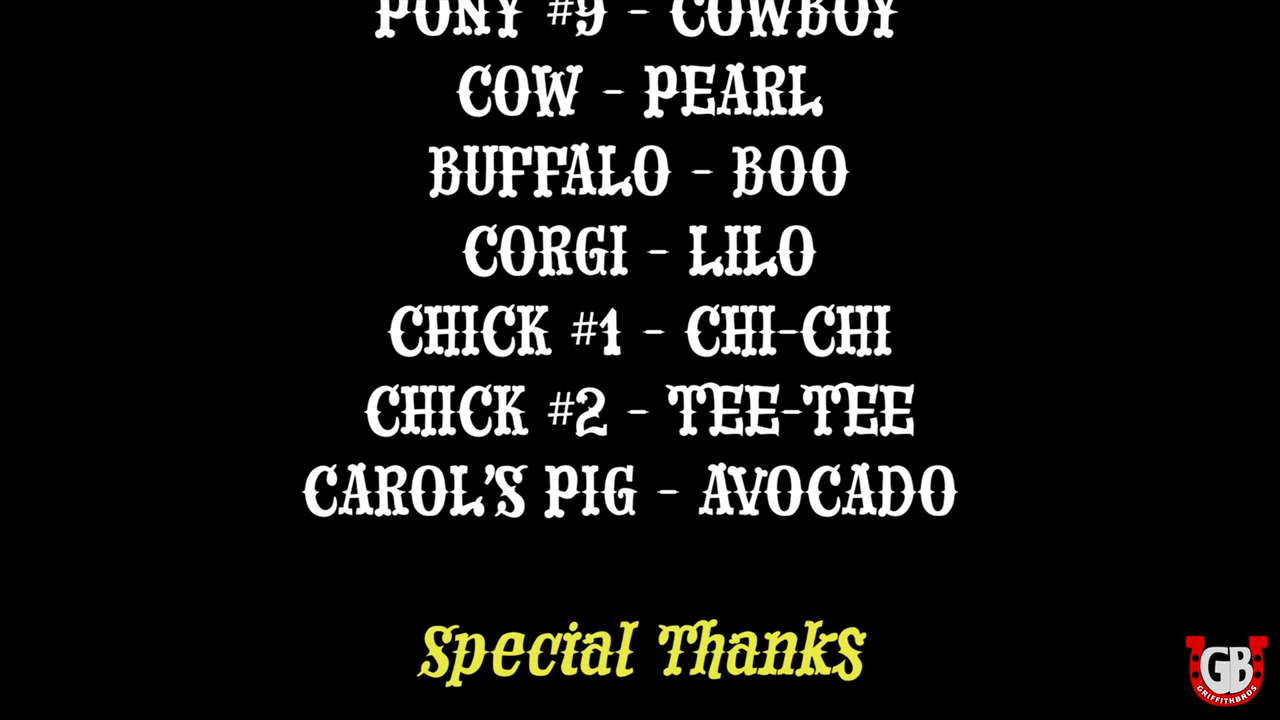 PONY #9 - COWBOY
COW - PEARL
BUFFALO - BOO
CORGI - LILO
CHICK #1 - CHI-CHI
CHICK #2 - TEE-TEE
CAROL'S PIG - AVOCADO
Special Thanks
GB
GRIFFITHBROS